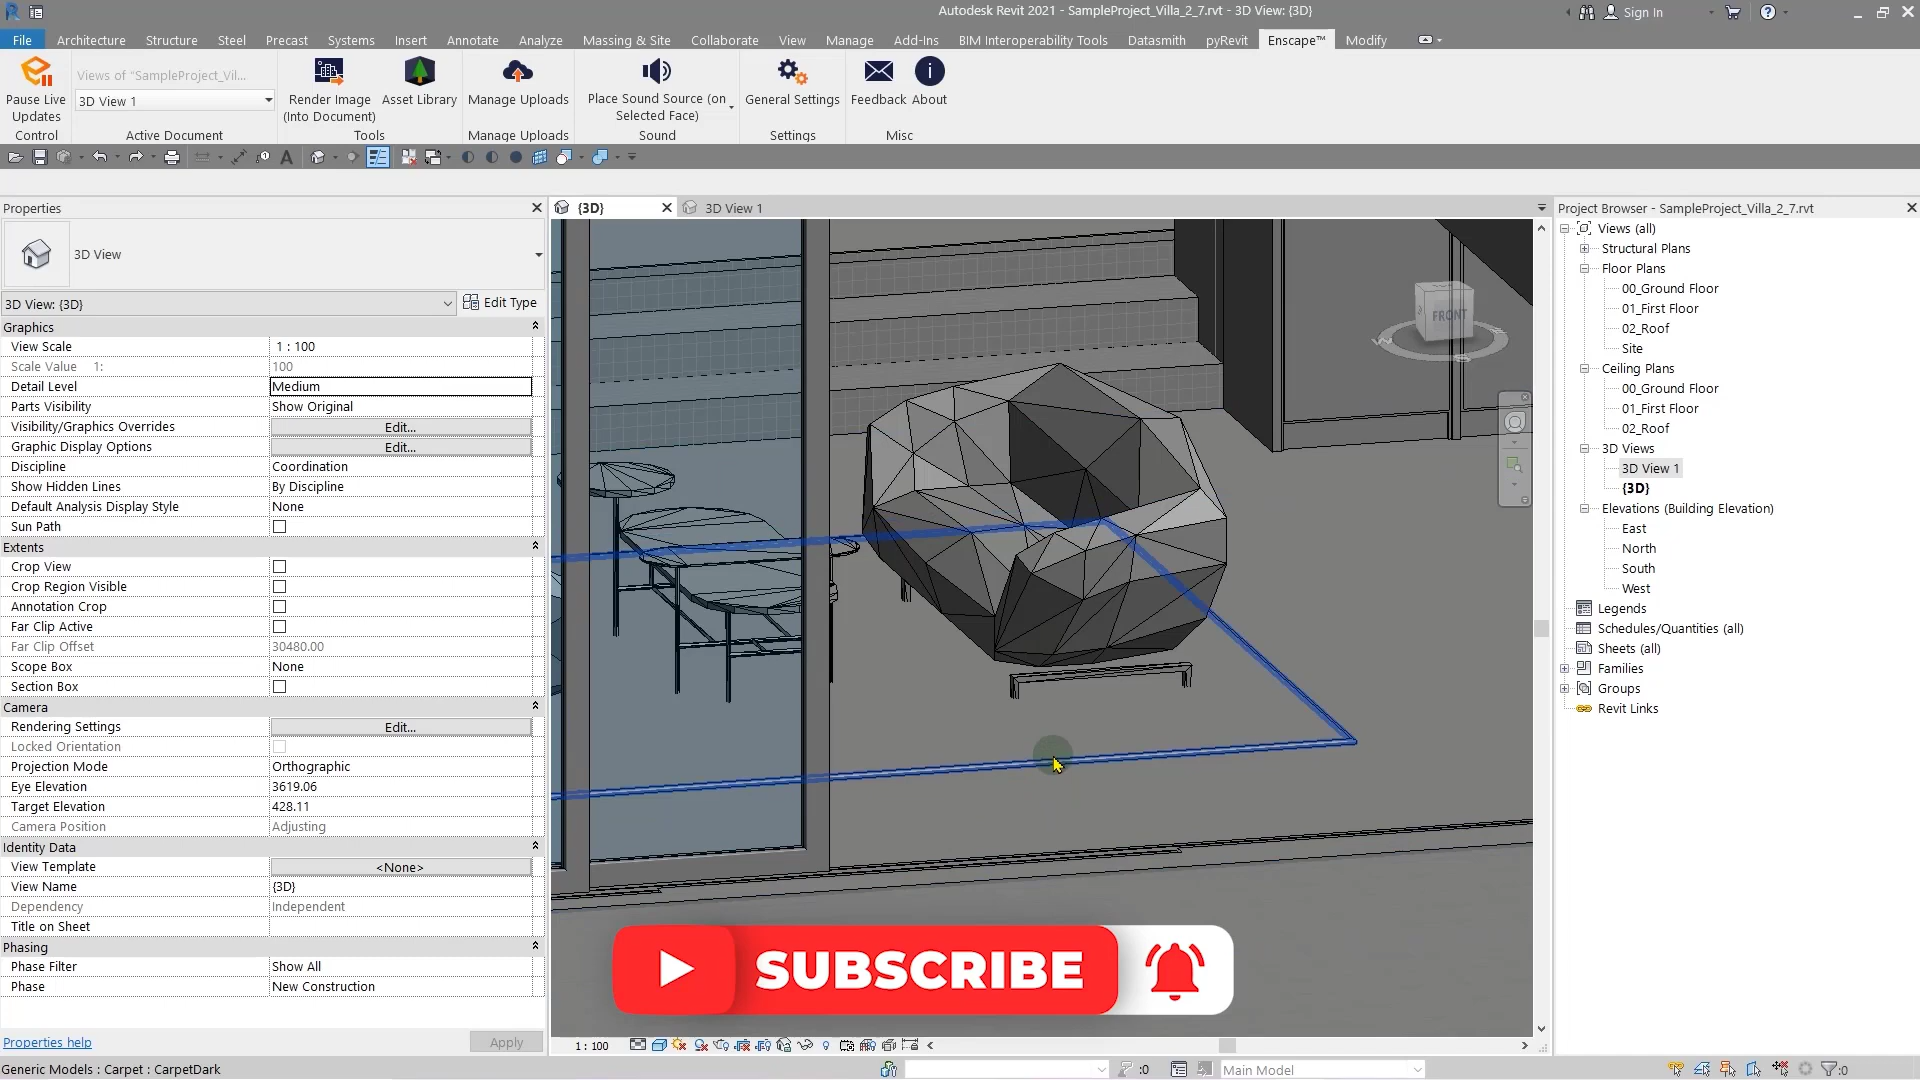 Autodesk Revit 2021 - SampleProject_Villa_2_7.rvt - 3D View: {3D}
Sign In
File Architecture Structure Steel Precast Systems Insert Annotate Analyze Massing & Site Collaborate View Manage Add-Ins BIM Interoperability Tools Datasmith pyRevit Enscape™ Modify
Pause Live Updates
Views of "SampleProject_Vil...
3D View 1
Render Image (Into Document)
Asset Library
Manage Uploads
Place Sound Source (on Selected Face)
General Settings
Feedback
About
Control
Active Document
Tools
Manage Uploads
Sound
Settings
Misc
Properties
3D View
3D View: {3D}
Edit Type
Graphics
View Scale 1 : 100
Scale Value 1: 100
Detail Level Medium
Parts Visibility Show Original
Visibility/Graphics Overrides Edit...
Graphic Display Options Edit...
Discipline Coordination
Show Hidden Lines By Discipline
Default Analysis Display Style None
Sun Path
Extents
Crop View
Crop Region Visible
Annotation Crop
Far Clip Active
Far Clip Offset 30480.00
Scope Box None
Section Box
Camera
Rendering Settings Edit...
Locked Orientation
Projection Mode Orthographic
Eye Elevation 3619.06
Target Elevation 428.11
Camera Position Adjusting
Identity Data
View Template <None>
View Name {3D}
Dependency Independent
Title on Sheet
Phasing
Phase Filter Show All
Phase New Construction
Properties help
Apply
{3D}
3D View 1
FRONT
SUBSCRIBE
1 : 100
Project Browser - SampleProject_Villa_2_7.rvt
Views (all)
Structural Plans
Floor Plans
00_Ground Floor
01_First Floor
02_Roof
Site
Ceiling Plans
00_Ground Floor
01_First Floor
02_Roof
3D Views
3D View 1
{3D}
Elevations (Building Elevation)
East
North
South
West
Legends
Schedules/Quantities (all)
Sheets (all)
Families
Groups
Revit Links
Generic Models : Carpet : CarpetDark
:0
Main Model
:0